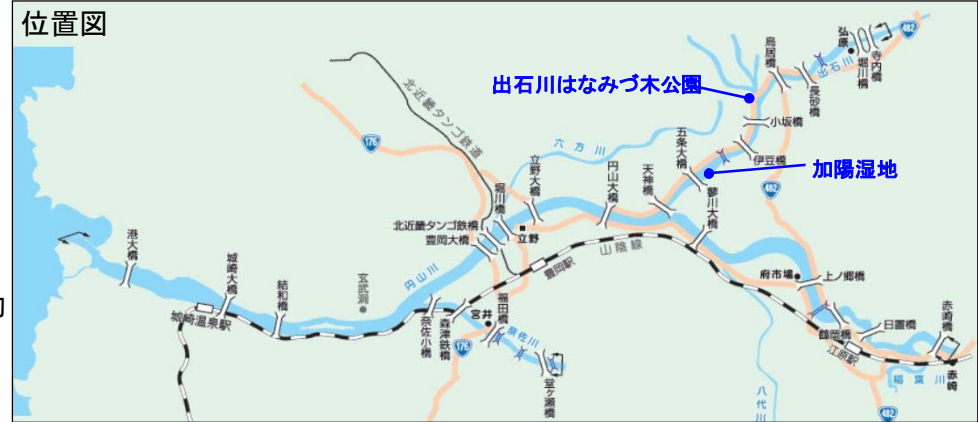 位置図
482
弘原
寺内橋
堀川橋
鳥居橋
出石川
長砂橋
出石川はなみづ木公園
小坂橋
北近畿タンゴ鉄道
176
六方川
五条大橋
伊豆橋
加陽湿地
482
立野大橋
堀川橋
円山大橋
天神橋
蓼川大橋
北近畿タンゴ鉄橋
豊岡大橋
立野
山陰線
豊岡駅
港大橋
城崎大橋
結和橋
玄武洞
円山川
府市場
上ノ郷橋
城崎温泉駅
奈佐小橋
森津鉄橋
宮井
福田橋
奈佐川
176
堂ヶ瀬橋
鶴岡橋
日置橋
赤崎橋
江原駅
赤崎
稲葉川
八代川
482